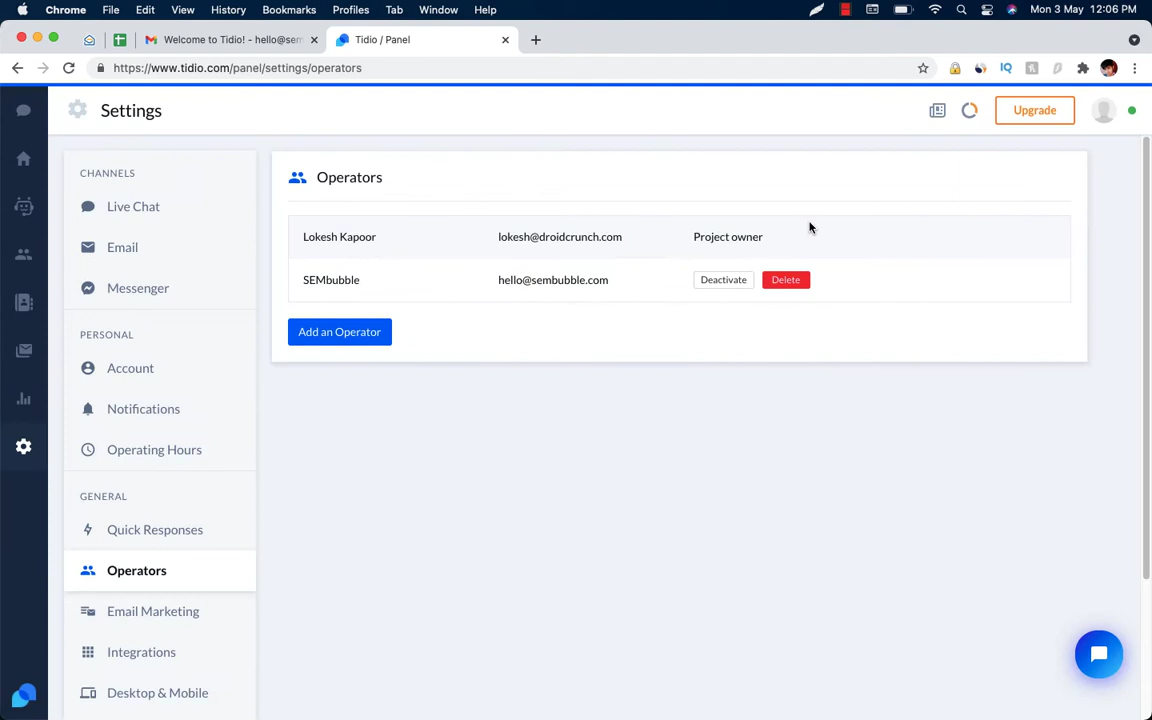 Chrome File Edit View History Bookmarks Profiles Tab Window Help Mon 3 May 12:06 PM
Welcome to Tidio! - hello@sem Tidio / Panel
https://www.tidio.com/panel/settings/operators IQ
Settings Upgrade
CHANNELS
Live Chat
Email
Messenger
PERSONAL
Account
Notifications
Operating Hours
GENERAL
Quick Responses
Operators
Email Marketing
Integrations
Desktop & Mobile
Operators
Lokesh Kapoor lokesh@droidcrunch.com Project owner
SEMbubble hello@sembubble.com Deactivate Delete
Add an Operator